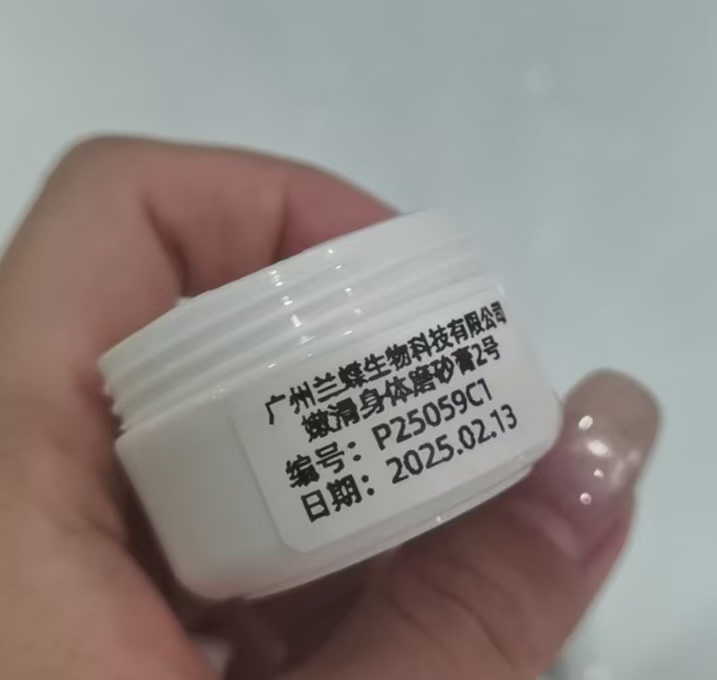 广州兰蝶生物科技有限公司
嫩滑身体磨砂膏2号
编号：PZ5059C1
日期：2025.02.13